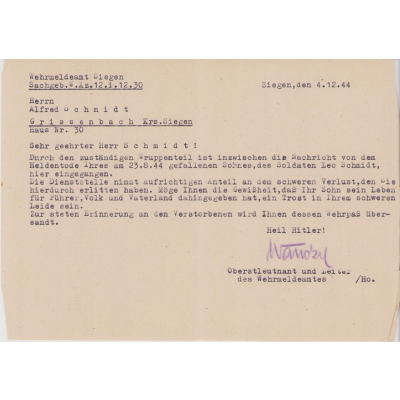 Wehrmeldeamt Siegen
Sachgeb.W.Az.12.I.12.30
Siegen,den 4.12.44
Herrn
Alfred S c h m i d t
G r i s s e n b a c h Krs.Siegen
Haus Nr. 30
Sehr geehrter Herr S c h m i d t !
Durch den zuständigen Truppenteil ist inzwischen die Nachricht von dem
Heldentode Ihres am 23.8.44 gefallenen Sohnes,des Soldaten Leo Schmidt,
hier eingegangen.
Die Dienststelle nimmt aufrichtigen Anteil an dem schweren Verlust,den Sie
hierdurch erlitten haben. Möge Ihnen die Gewißheit,daß Ihr Sohn sein Leben
für Führer,Volk und Vaterland dahingegeben hat,ein Trost in Ihrem schweren
Leide sein.
Zur steten Erinnerung an den Verstorbenen wird Ihnen dessen Wehrpaß über-
sandt.
Heil Hitler!
Oberstleutnant und Leiter
des Wehrmeldeamtes /Ho.